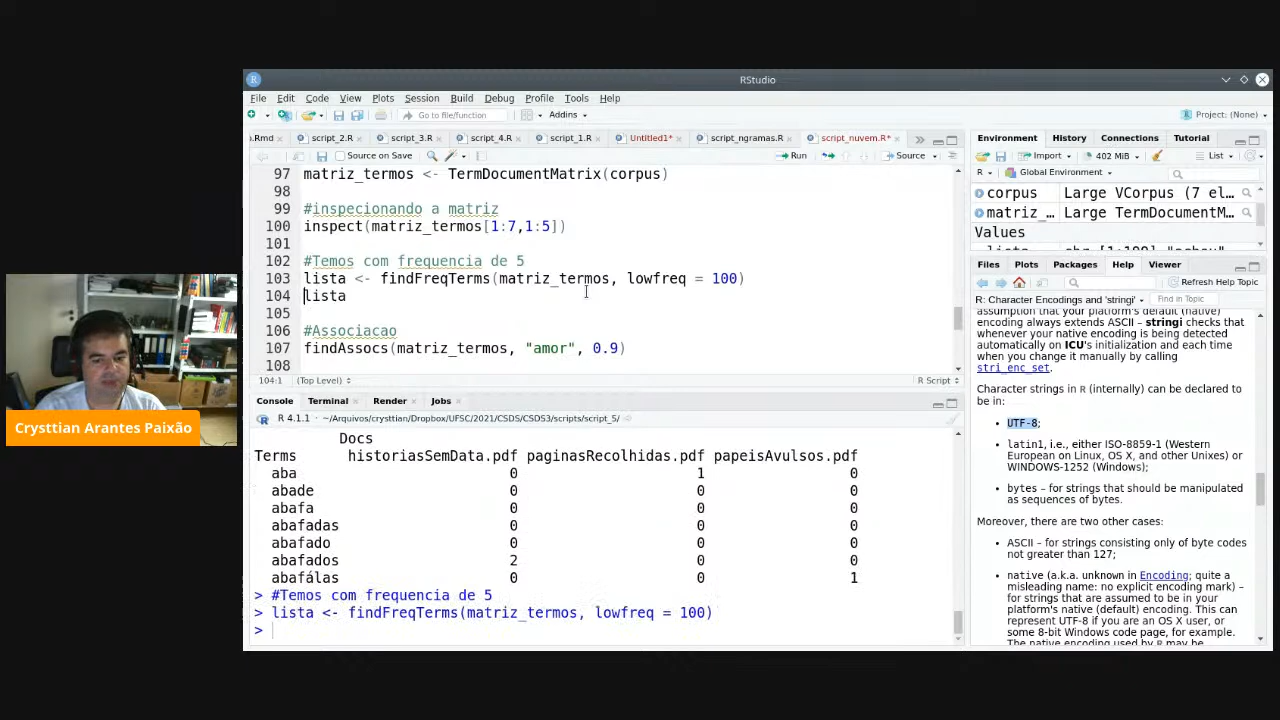 RStudio
File Edit Code View Plots Session Build Debug Profile Tools Help
Go to file/function Addins Project: (None)
o.Rmd script_2.R script_3.R script_4.R script_1.R Untitled1* script_ngramas.R script_nuvem.R*
Source on Save Run Source
97 matriz_termos <- TermDocumentMatrix(corpus)
98
99 #inspecionando a matriz
100 inspect(matriz_termos[1:7,1:5])
101
102 #Temos com frequencia de 5
103 lista <- findFreqTerms(matriz_termos, lowfreq = 100)
104 lista
105
106 #Associacao
107 findAssocs(matriz_termos, "amor", 0.9)
108
104:1 (Top Level) R Script
Console Terminal Render Jobs
R 4.1.1 · ~/Arquivos/crysttian/Dropbox/UFSC/2021/CSDS/CSDS3/scripts/script_5/
Docs
Terms historiasSemData.pdf paginasRecolhidas.pdf papeisAvulsos.pdf
aba 0 1 0
abade 0 0 0
abafa 0 0 0
abafadas 0 0 0
abafado 0 0 0
abafados 2 0 0
abafálas 0 0 1
> #Temos com frequencia de 5
> lista <- findFreqTerms(matriz_termos, lowfreq = 100)
>
Environment History Connections Tutorial
Import 402 MiB List
R Global Environment
corpus Large VCorpus (7 el…
matriz_… Large TermDocumentM…
Values
Files Plots Packages Help Viewer
Refresh Help Topic
R: Character Encodings and 'stringi' Find in Topic
assumption that your platform's default (native)
encoding always extends ASCII – stringi checks that
whenever your native encoding is being detected
automatically on ICU's initialization and each time
when you change it manually by calling
stri_enc_set.
Character strings in R (internally) can be declared to
be in:
• UTF-8;
• latin1, i.e., either ISO-8859-1 (Western
European on Linux, OS X, and other Unixes) or
WINDOWS-1252 (Windows);
• bytes – for strings that should be manipulated
as sequences of bytes.
Moreover, there are two other cases:
• ASCII – for strings consisting only of byte codes
not greater than 127;
• native (a.k.a. unknown in Encoding; quite a
misleading name: no explicit encoding mark) –
for strings that are assumed to be in your
platform's native (default) encoding. This can
represent UTF-8 if you are an OS X user, or
some 8-bit Windows code page, for example.
The native encoding used by R may be
Crysttian Arantes Paixão